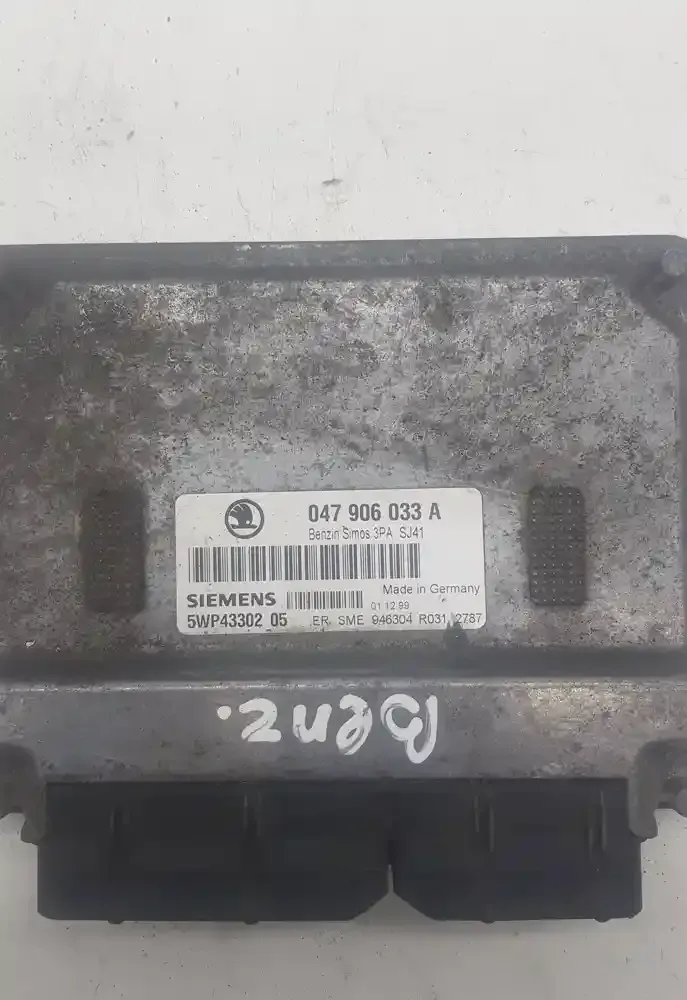 047 906 033 A
Benzin Simos 3PA SJ41
SIEMENS
Made in Germany
01 12 99
5WP43302 05
ER SME 946304 R031 2787
Benz.